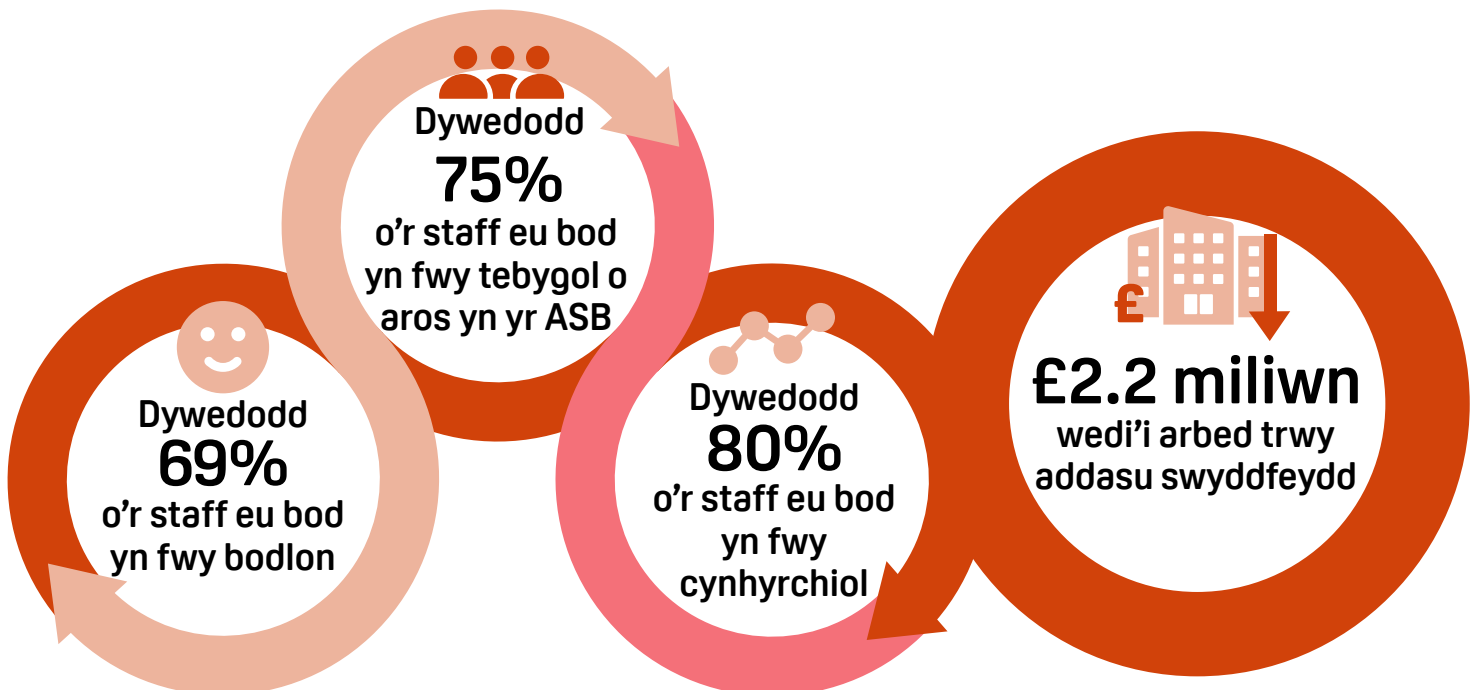 Dywedodd
69%
o’r staff eu bod
yn fwy bodlon
Dywedodd
75%
o’r staff eu bod
yn fwy tebygol o
aros yn yr ASB
Dywedodd
80%
o’r staff eu bod
yn fwy
cynhyrchiol
£
£2.2 miliwn
wedi’i arbed trwy
addasu swyddfeydd